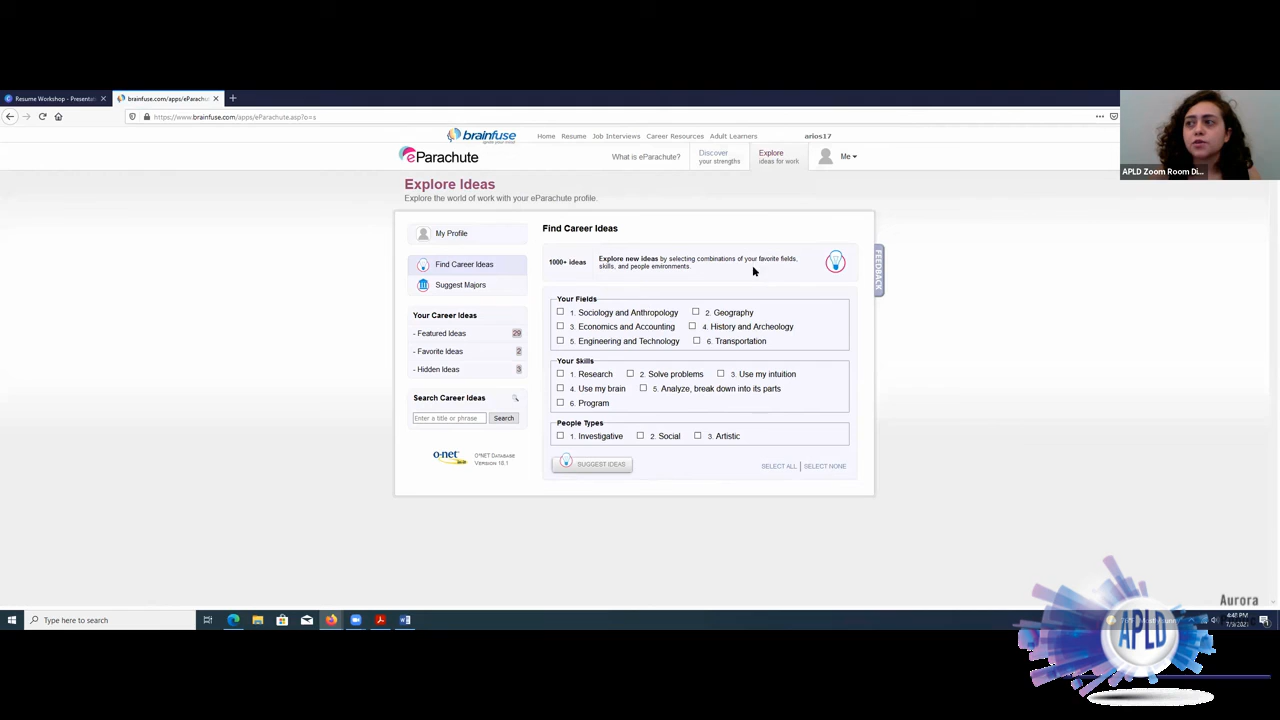 Resume Workshop - Presentati
brainfuse.com/apps/eParachut
https://www.brainfuse.com/apps/eParachute.asp?o=s
brainfuse
Home Resume Job Interviews Career Resources Adult Learners arios17
eParachute
What is eParachute?
Discover
your strengths
Explore
ideas for work
Me
APLD Zoom Room Di...
Explore Ideas
Explore the world of work with your eParachute profile.
My Profile
Find Career Ideas
Suggest Majors
Your Career Ideas
- Featured Ideas 29
- Favorite Ideas 2
- Hidden Ideas 3
Search Career Ideas
Enter a title or phrase Search
o·net
O*NET DATABASE
VERSION 18.1
Find Career Ideas
1000+ ideas
Explore new ideas by selecting combinations of your favorite fields,
skills, and people environments.
FEEDBACK
Your Fields
1. Sociology and Anthropology 2. Geography
3. Economics and Accounting 4. History and Archeology
5. Engineering and Technology 6. Transportation
Your Skills
1. Research 2. Solve problems 3. Use my intuition
4. Use my brain 5. Analyze, break down into its parts
6. Program
People Types
1. Investigative 2. Social 3. Artistic
SUGGEST IDEAS
SELECT ALL | SELECT NONE
Type here to search
Aurora
APLD